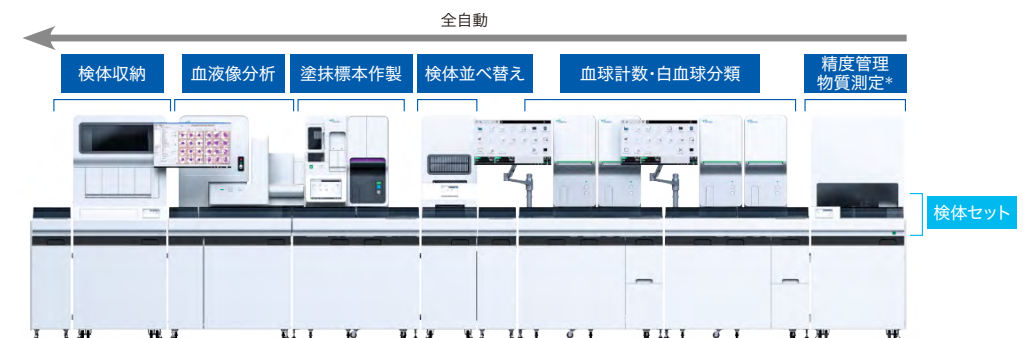 全自動
検体収納
血液像分析
塗抹標本作製
検体並べ替え
血球計数・白血球分類
精度管理
物質測定*
検体セット